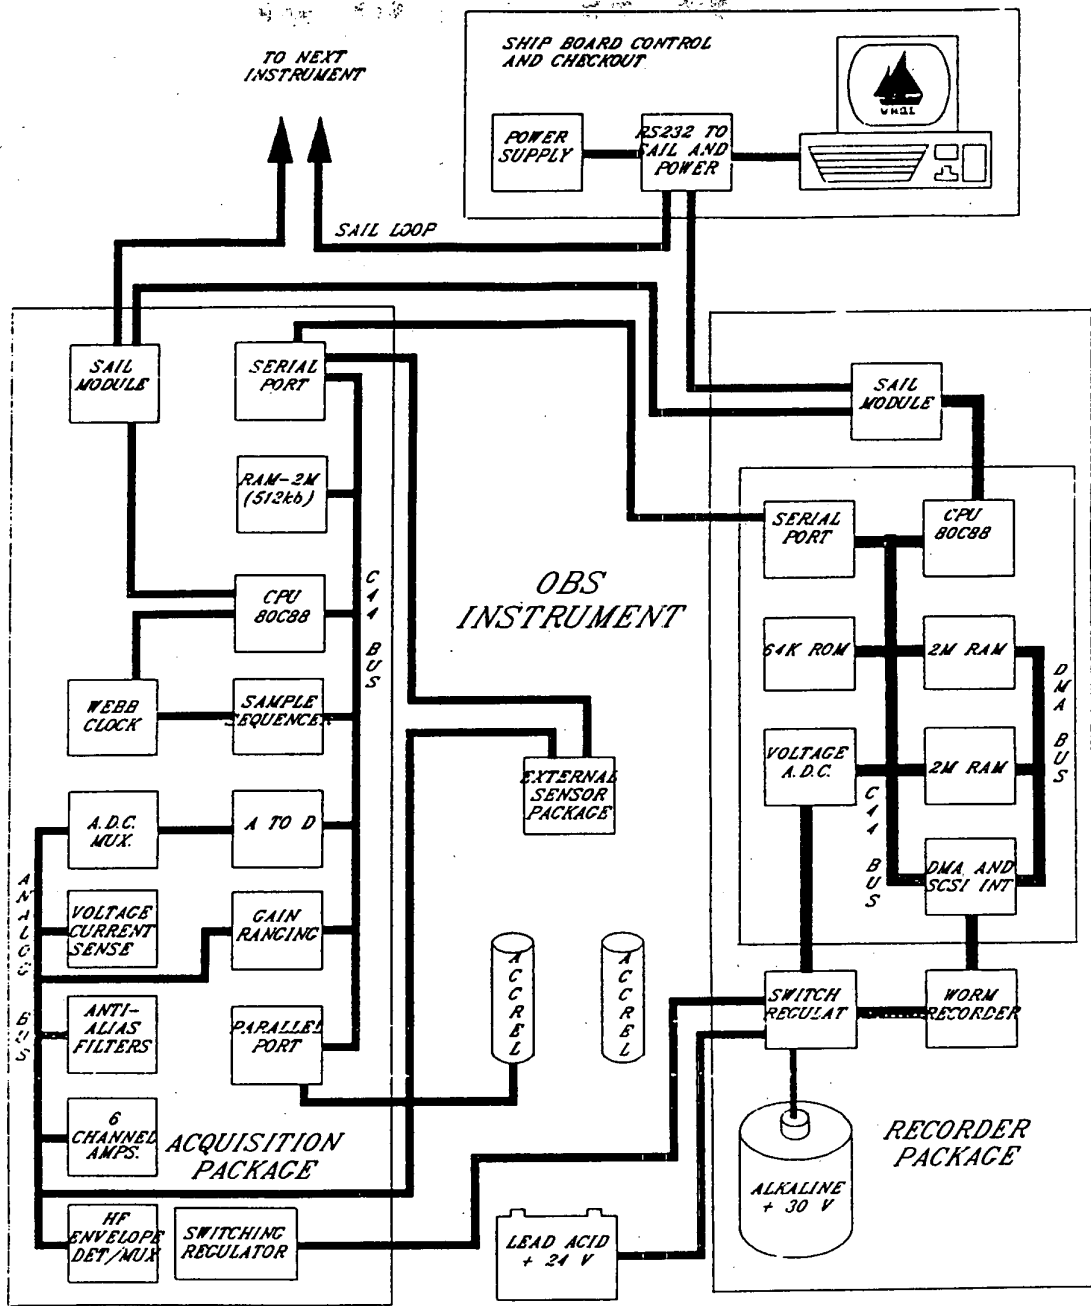 TO NEXT
INSTRUMENT
SHIP BOARD CONTROL
AND CHECKOUT
WHOI
POWER
SUPPLY
RS232 TO
SAIL AND
POWER
SAIL LOOP
SAIL
MODULE
SERIAL
PORT
RAM-2M
(512kb)
CPU
80C88
C44 BUS
WEBB
CLOCK
SAMPLE
SEQUENCER
A.D.C.
MUX.
A TO D
ANALOG BUS
VOLTAGE
CURRENT
SENSE
GAIN
RANGING
ANTI-
ALIAS
FILTERS
PARALLEL
PORT
6
CHANNEL
AMPS.
ACQUISITION
PACKAGE
HF
ENVELOPE
DET/MUX
SWITCHING
REGULATOR
OBS
INSTRUMENT
EXTERNAL
SENSOR
PACKAGE
ACCREL
ACCREL
LEAD ACID
+ 24 V
SAIL
MODULE
SERIAL
PORT
CPU
80C88
64K ROM
2M RAM
DMA BUS
VOLTAGE
A.D.C.
2M RAM
C44 BUS
DMA AND
SCSI INT
SWITCH
REGULAT
WORM
RECORDER
RECORDER
PACKAGE
ALKALINE
+ 30 V